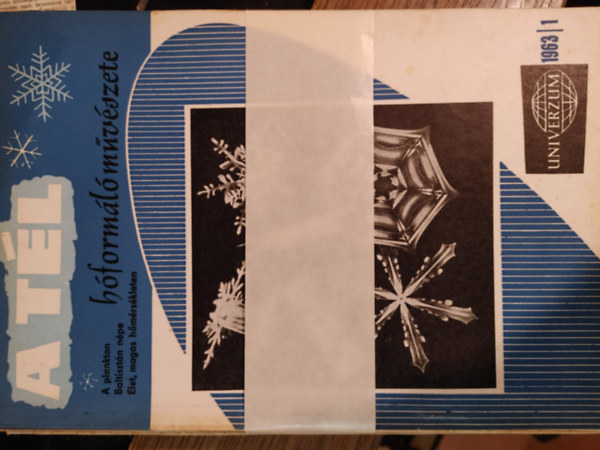 1963/1
UNIVERZUM
A TÉL
hóformáló művészete
A plankton
Baltisztán népe
Élet, magas hőmérsékleten